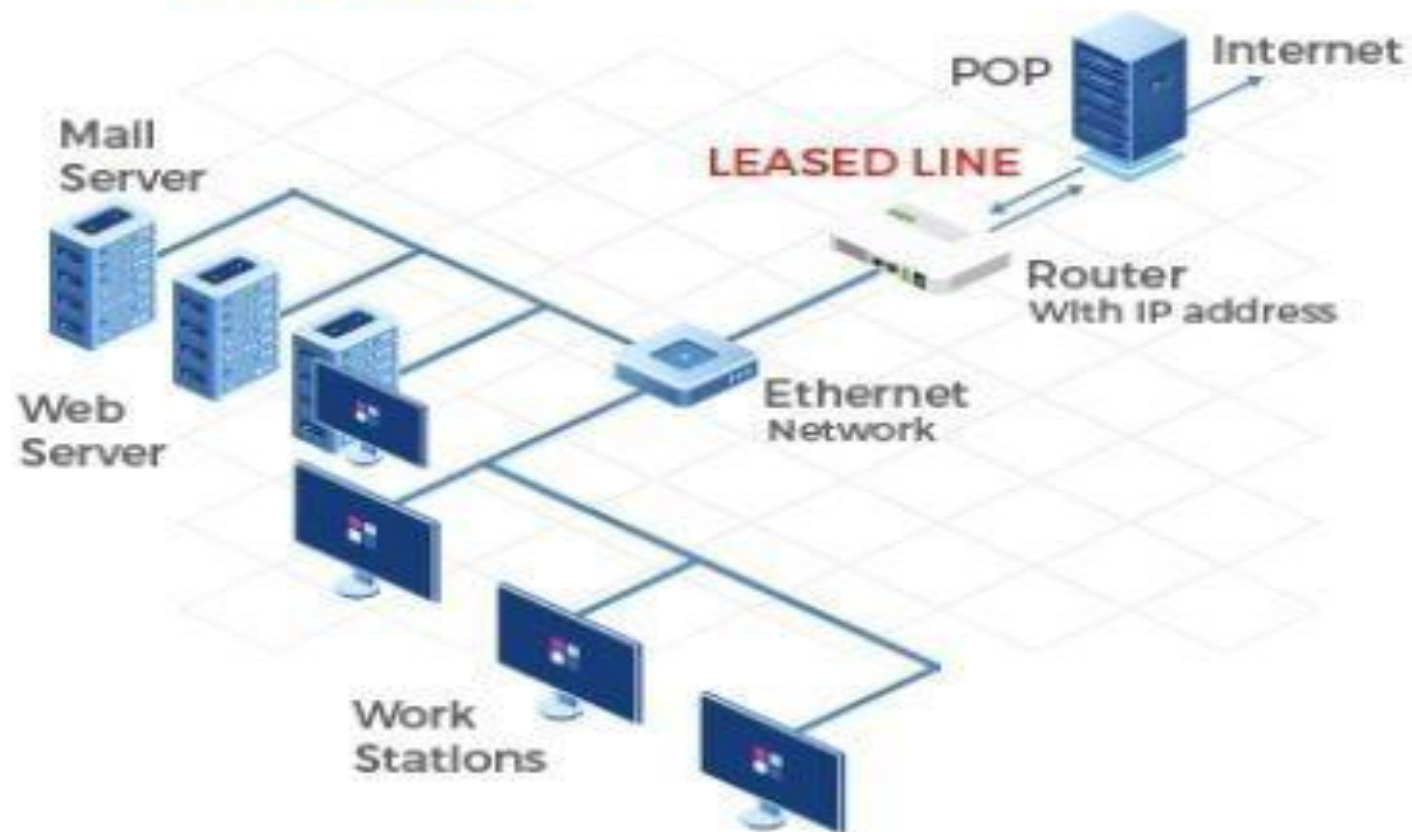 POP
Internet
Mail
Server
LEASED LINE
Router
With IP address
Web
Server
Ethernet
Network
Work
Stations